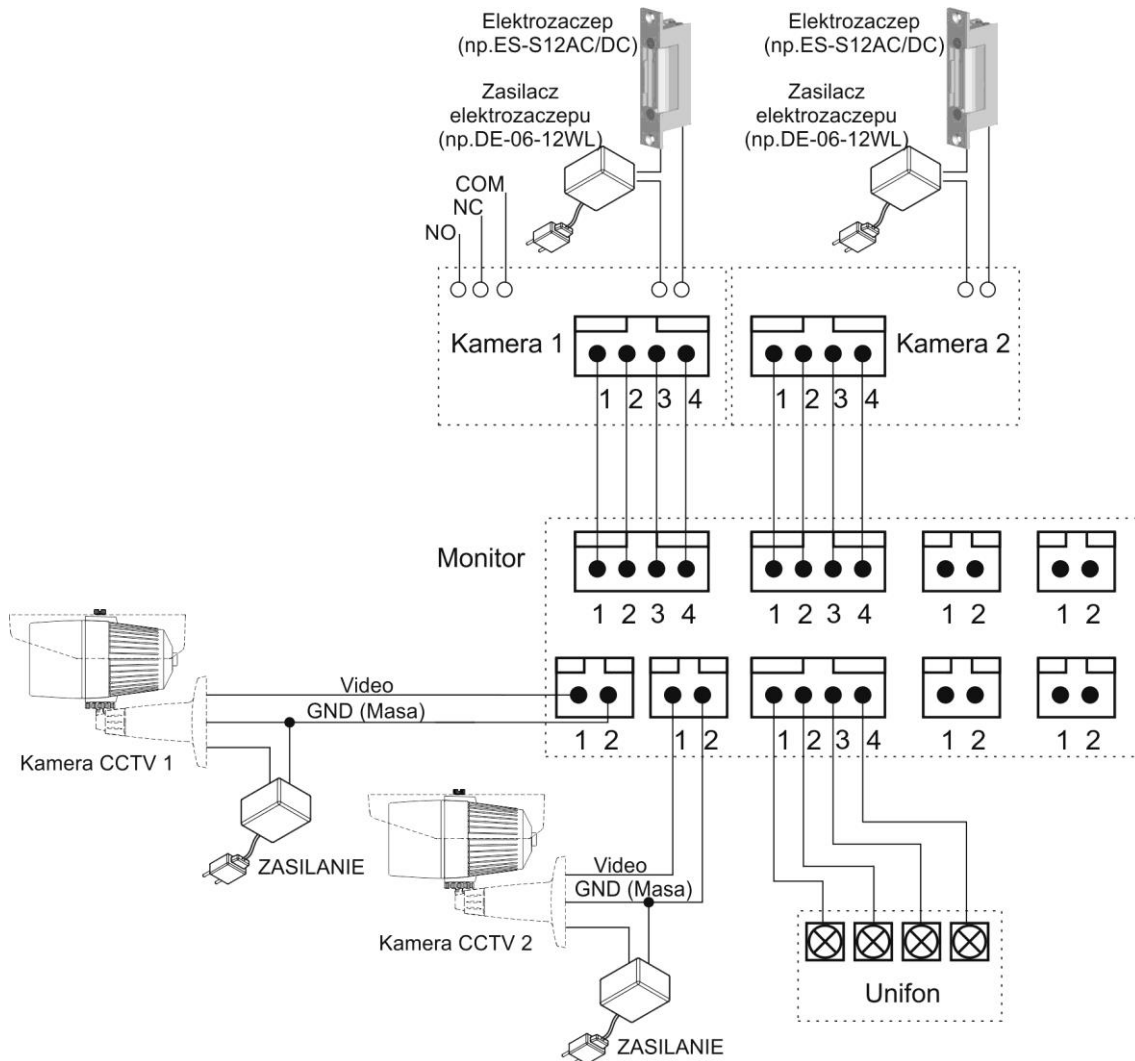 Elektrozaczep
(np.ES-S12AC/DC)
Elektrozaczep
(np.ES-S12AC/DC)
Zasilacz
elektrozaczepu
(np.DE-06-12WL)
Zasilacz
elektrozaczepu
(np.DE-06-12WL)
COM
NC
NO
Kamera 1
1 2 3 4
Kamera 2
1 2 3 4
Monitor
1 2 3 4
1 2 3 4
1 2
1 2
Video
GND (Masa)
1 2
1 2
1 2 3 4
1 2
1 2
Kamera CCTV 1
ZASILANIE
Video
GND (Masa)
Kamera CCTV 2
ZASILANIE
Unifon